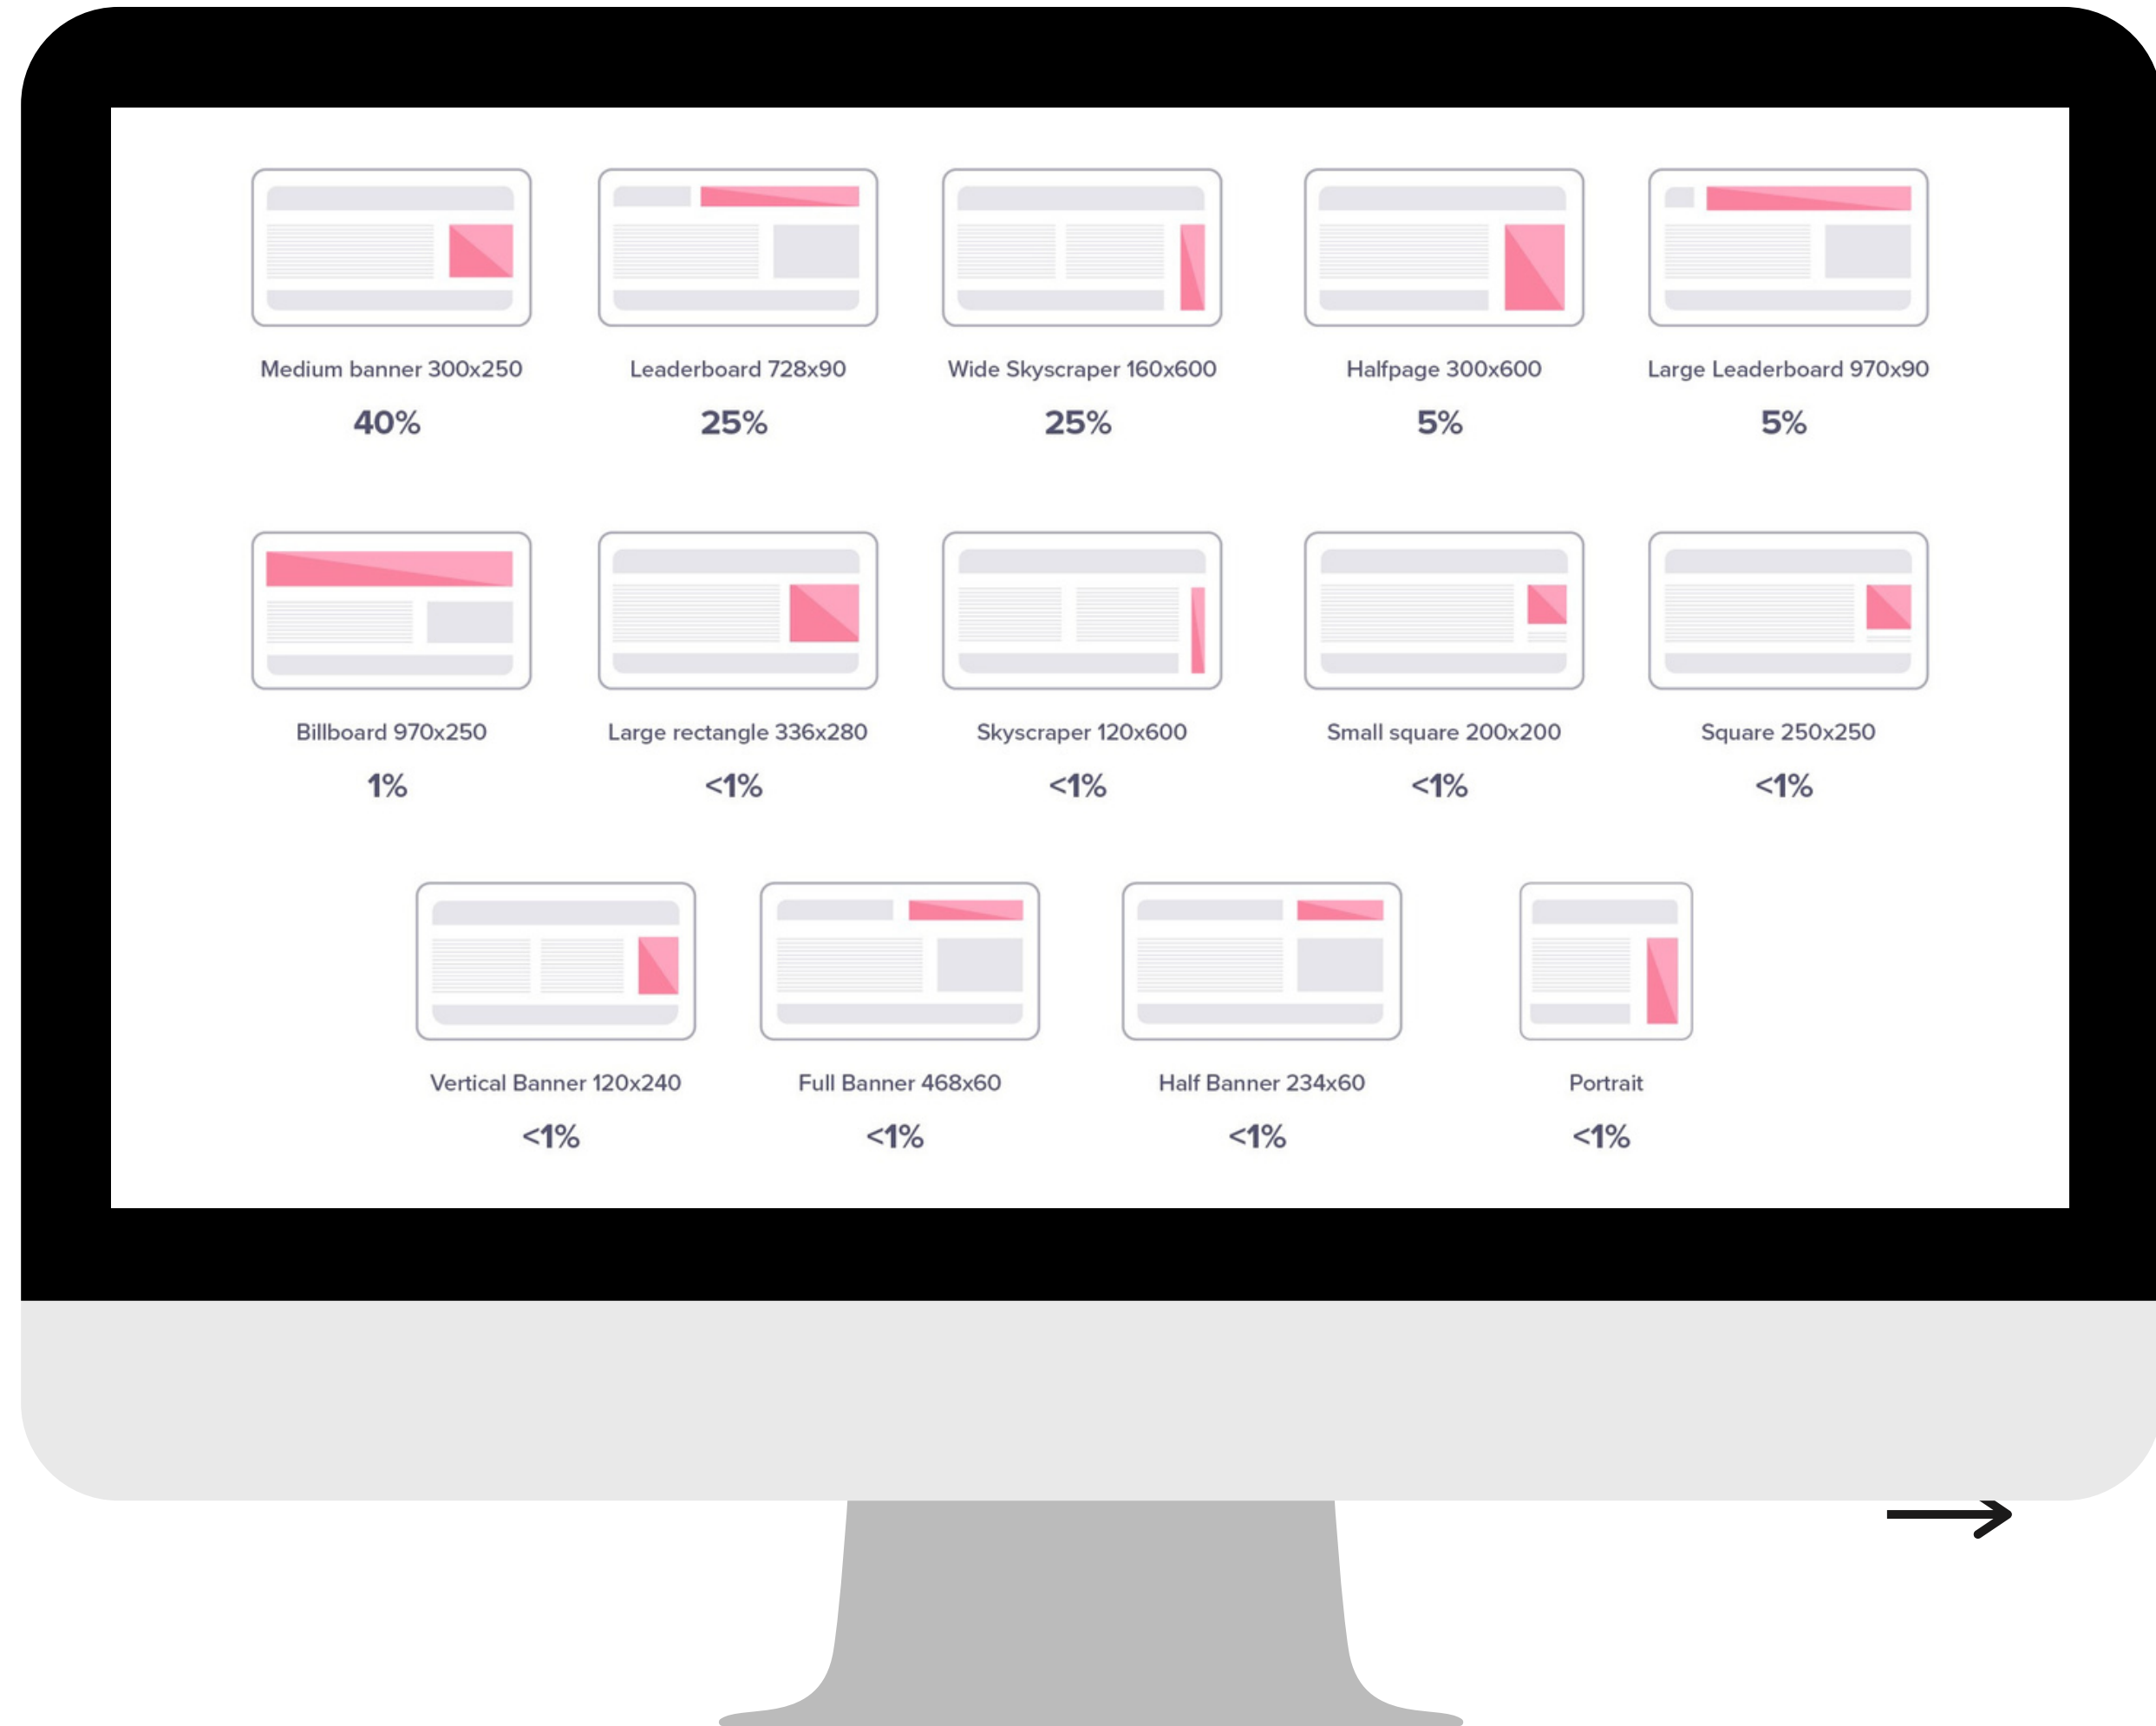 Medium banner 300x250
40%
Leaderboard 728x90
25%
Wide Skyscraper 160x600
25%
Halfpage 300x600
5%
Large Leaderboard 970x90
5%
Billboard 970x250
1%
Large rectangle 336x280
<1%
Skyscraper 120x600
<1%
Small square 200x200
<1%
Square 250x250
<1%
Vertical Banner 120x240
<1%
Full Banner 468x60
<1%
Half Banner 234x60
<1%
Portrait
<1%